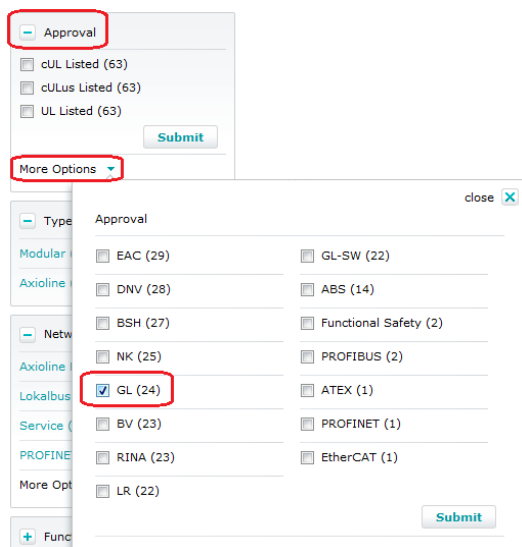 Approval
cUL Listed (63)
cULus Listed (63)
UL Listed (63)
Submit
More Options
close
Approval
EAC (29)
GL-SW (22)
DNV (28)
ABS (14)
BSH (27)
Functional Safety (2)
NK (25)
PROFIBUS (2)
GL (24)
ATEX (1)
BV (23)
PROFINET (1)
RINA (23)
EtherCAT (1)
LR (22)
Submit
Type
Modular
Axioline
Netw
Axioline
Lokalbus
Service (
PROFINE
More Opt
Func